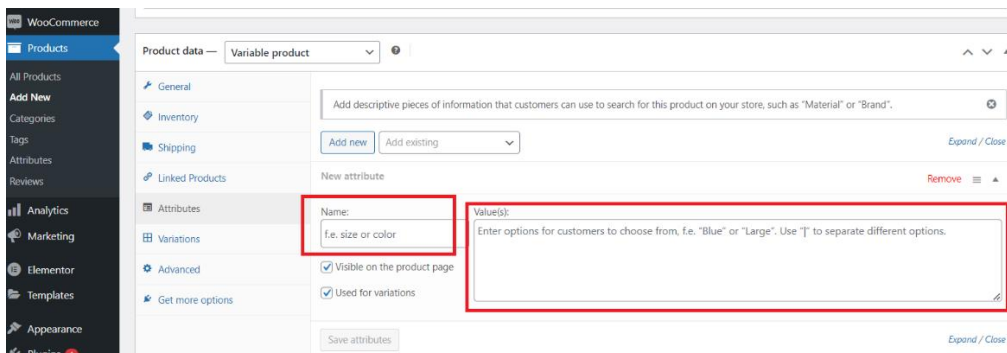 WooCommerce
Products
All Products
Add New
Categories
Tags
Attributes
Reviews
Analytics
Marketing
Elementor
Templates
Appearance
Product data —
Variable product
General
Inventory
Shipping
Linked Products
Attributes
Variations
Advanced
Get more options
Add descriptive pieces of information that customers can use to search for this product on your store, such as "Material" or "Brand".
Add new
Add existing
Expand / Close
New attribute
Remove
Name:
f.e. size or color
Value(s):
Enter options for customers to choose from, f.e. "Blue" or "Large". Use "|" to separate different options.
Visible on the product page
Used for variations
Save attributes
Expand / Close